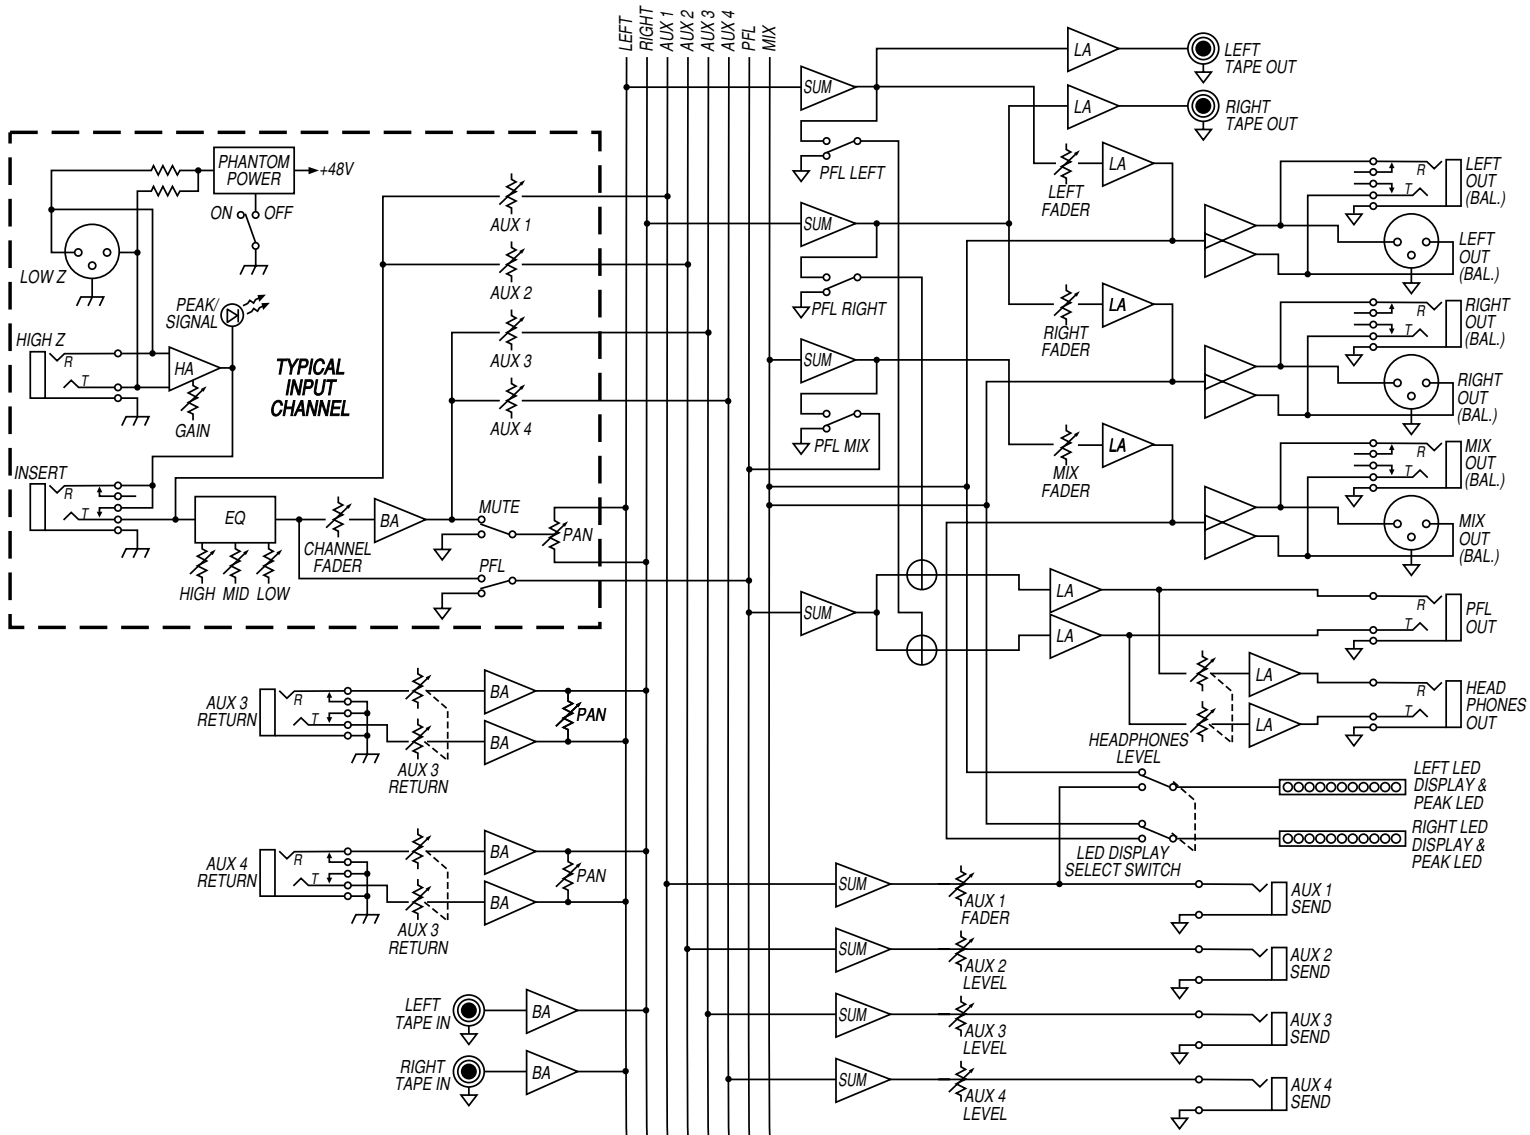 LEFT
RIGHT
AUX 1
AUX 2
AUX 3
AUX 4
PFL
MIX
PHANTOM
POWER
+48V
ON
OFF
LOW Z
PEAK/
SIGNAL
HIGH Z
R
T
HA
GAIN
TYPICAL
INPUT
CHANNEL
INSERT
R
T
EQ
HIGH
MID
LOW
CHANNEL
FADER
BA
MUTE
PFL
PAN
AUX 1
AUX 2
AUX 3
AUX 4
AUX 3
RETURN
R
T
AUX 3
RETURN
BA
BA
PAN
AUX 4
RETURN
R
T
AUX 3
RETURN
BA
BA
PAN
LEFT
TAPE IN
BA
RIGHT
TAPE IN
BA
SUM
PFL LEFT
SUM
PFL RIGHT
SUM
PFL MIX
SUM
LA
LEFT
TAPE OUT
LA
RIGHT
TAPE OUT
LEFT
FADER
LA
R
T
LEFT
OUT
(BAL.)
LEFT
OUT
(BAL.)
RIGHT
FADER
LA
R
T
RIGHT
OUT
(BAL.)
RIGHT
OUT
(BAL.)
MIX
FADER
LA
R
T
MIX
OUT
(BAL.)
MIX
OUT
(BAL.)
LA
LA
R
T
PFL
OUT
HEADPHONES
LEVEL
LA
LA
R
T
HEAD
PHONES
OUT
LEFT LED
DISPLAY &
PEAK LED
RIGHT LED
DISPLAY &
PEAK LED
LED DISPLAY
SELECT SWITCH
SUM
AUX 1
FADER
AUX 1
SEND
SUM
AUX 2
LEVEL
AUX 2
SEND
SUM
AUX 3
LEVEL
AUX 3
SEND
SUM
AUX 4
LEVEL
AUX 4
SEND